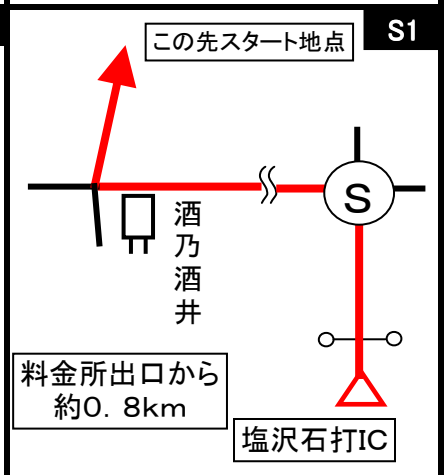 S1
この先スタート地点
S
酒乃酒井
料金所出口から
約0．8km
塩沢石打IC